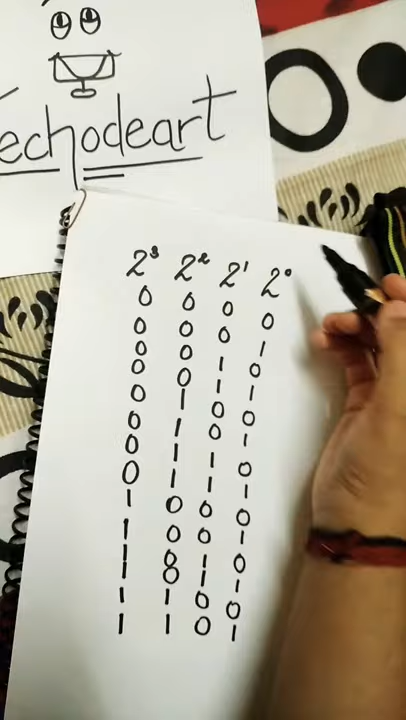 echodeart
2³ 2² 2¹ 2⁰
0 0 0 0
0 0 0 1
0 0 1 0
0 0 1 1
0 1 0 0
0 1 0 1
0 1 1 0
0 1 1 1
1 0 0 0
1 0 0 1
1 0 1 0
1 0 1 1
1 1 0 0
1 1 0 1